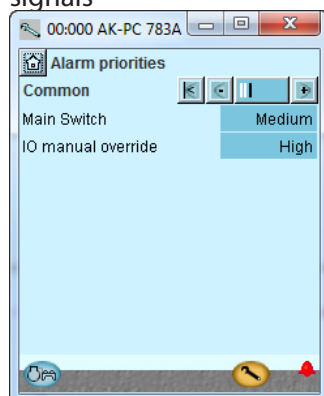 signals
00:000 AK-PC 783A
Alarm priorities
Common
Main Switch Medium
IO manual override High